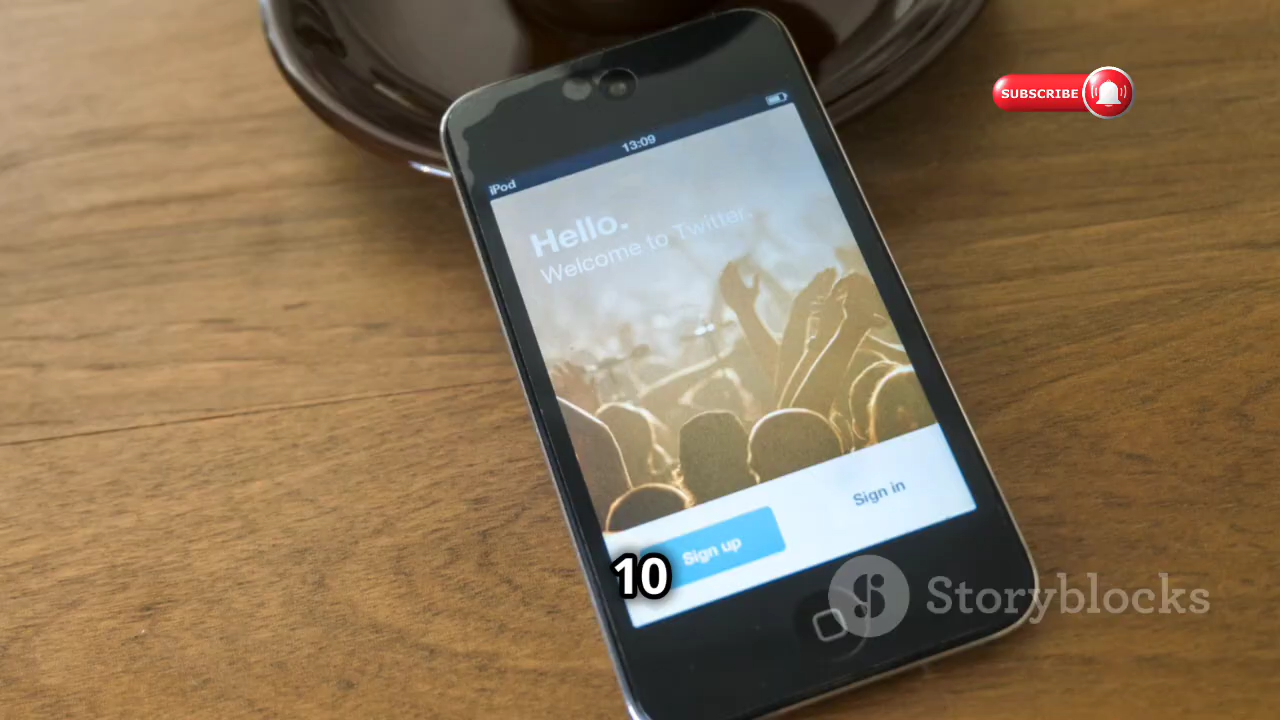 SUBSCRIBE
13:09
iPod
Hello.
Welcome to Twitter.
Sign in
Sign up
10
Storyblocks